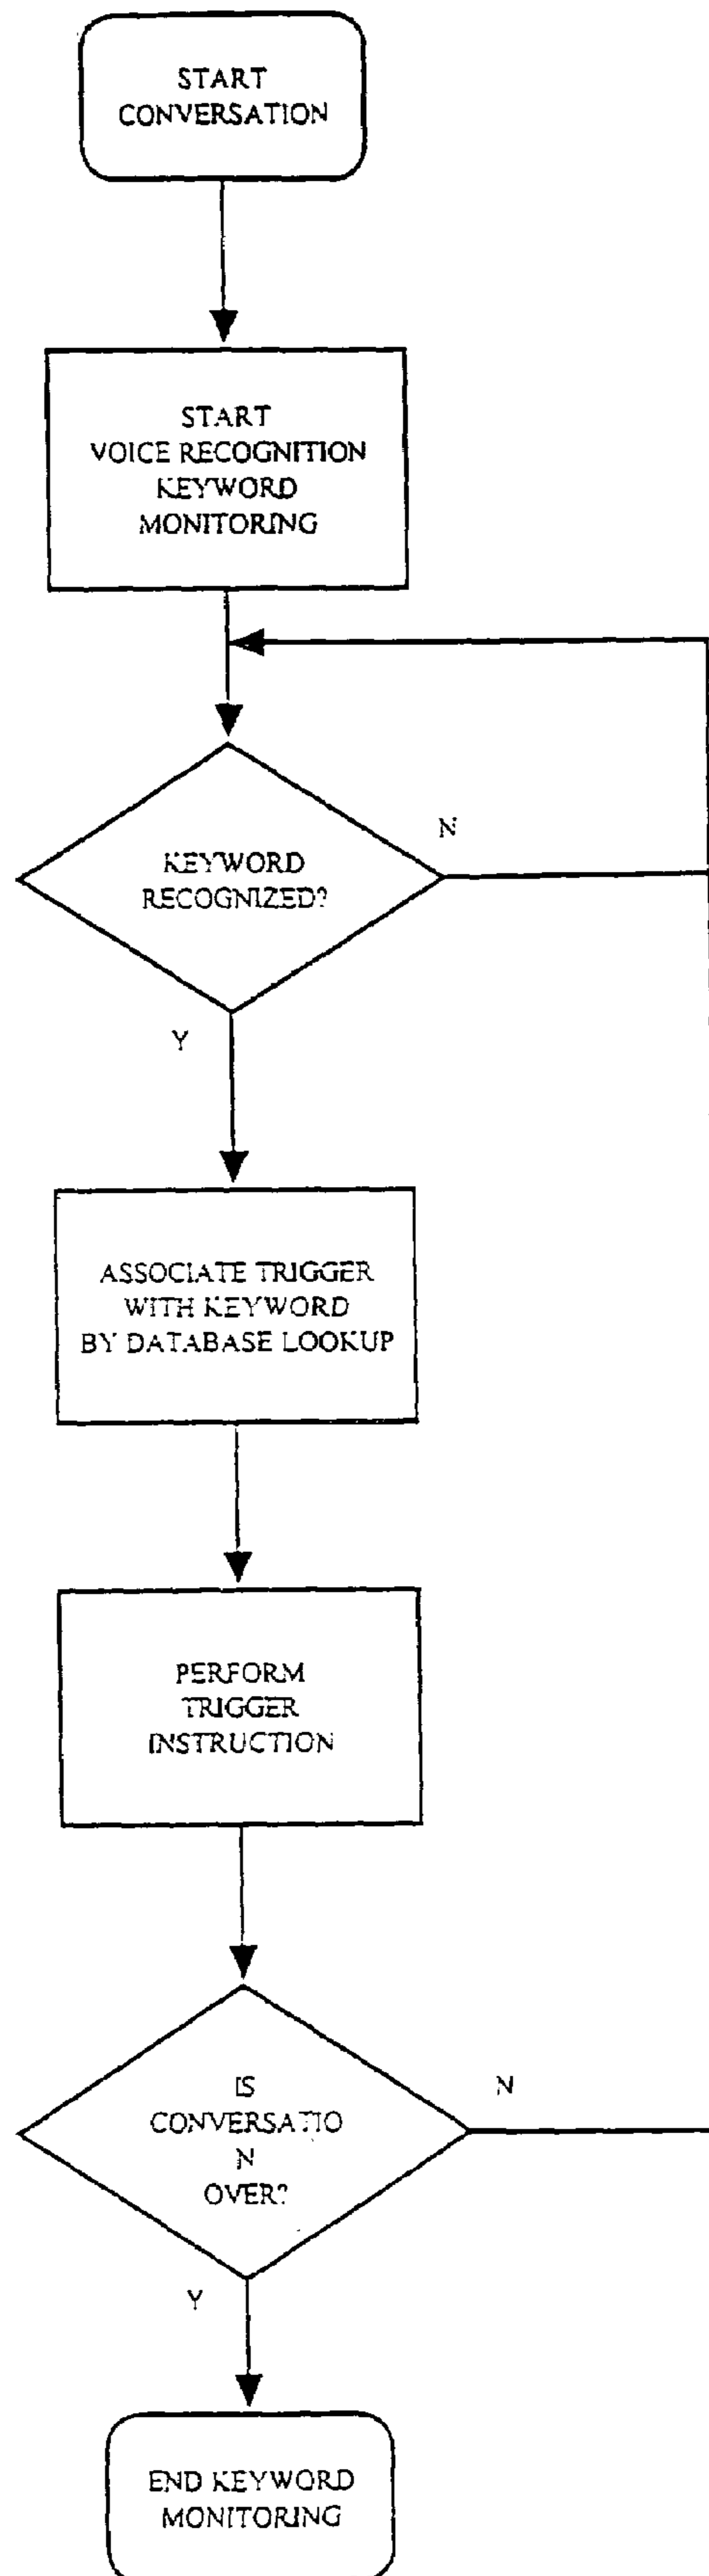 START
CONVERSATION
START
VOICE RECOGNITION
KEYWORD
MONITORING
N
KEYWORD
RECOGNIZED?
Y
ASSOCIATE TRIGGER
WITH KEYWORD
BY DATABASE LOOKUP
PERFORM
TRIGGER
INSTRUCTION
N
IS
CONVERSATIO
N
OVER?
Y
END KEYWORD
MONITORING